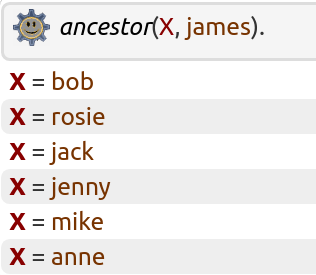 ancestor(X, james).
X = bob
X = rosie
X = jack
X = jenny
X = mike
X = anne